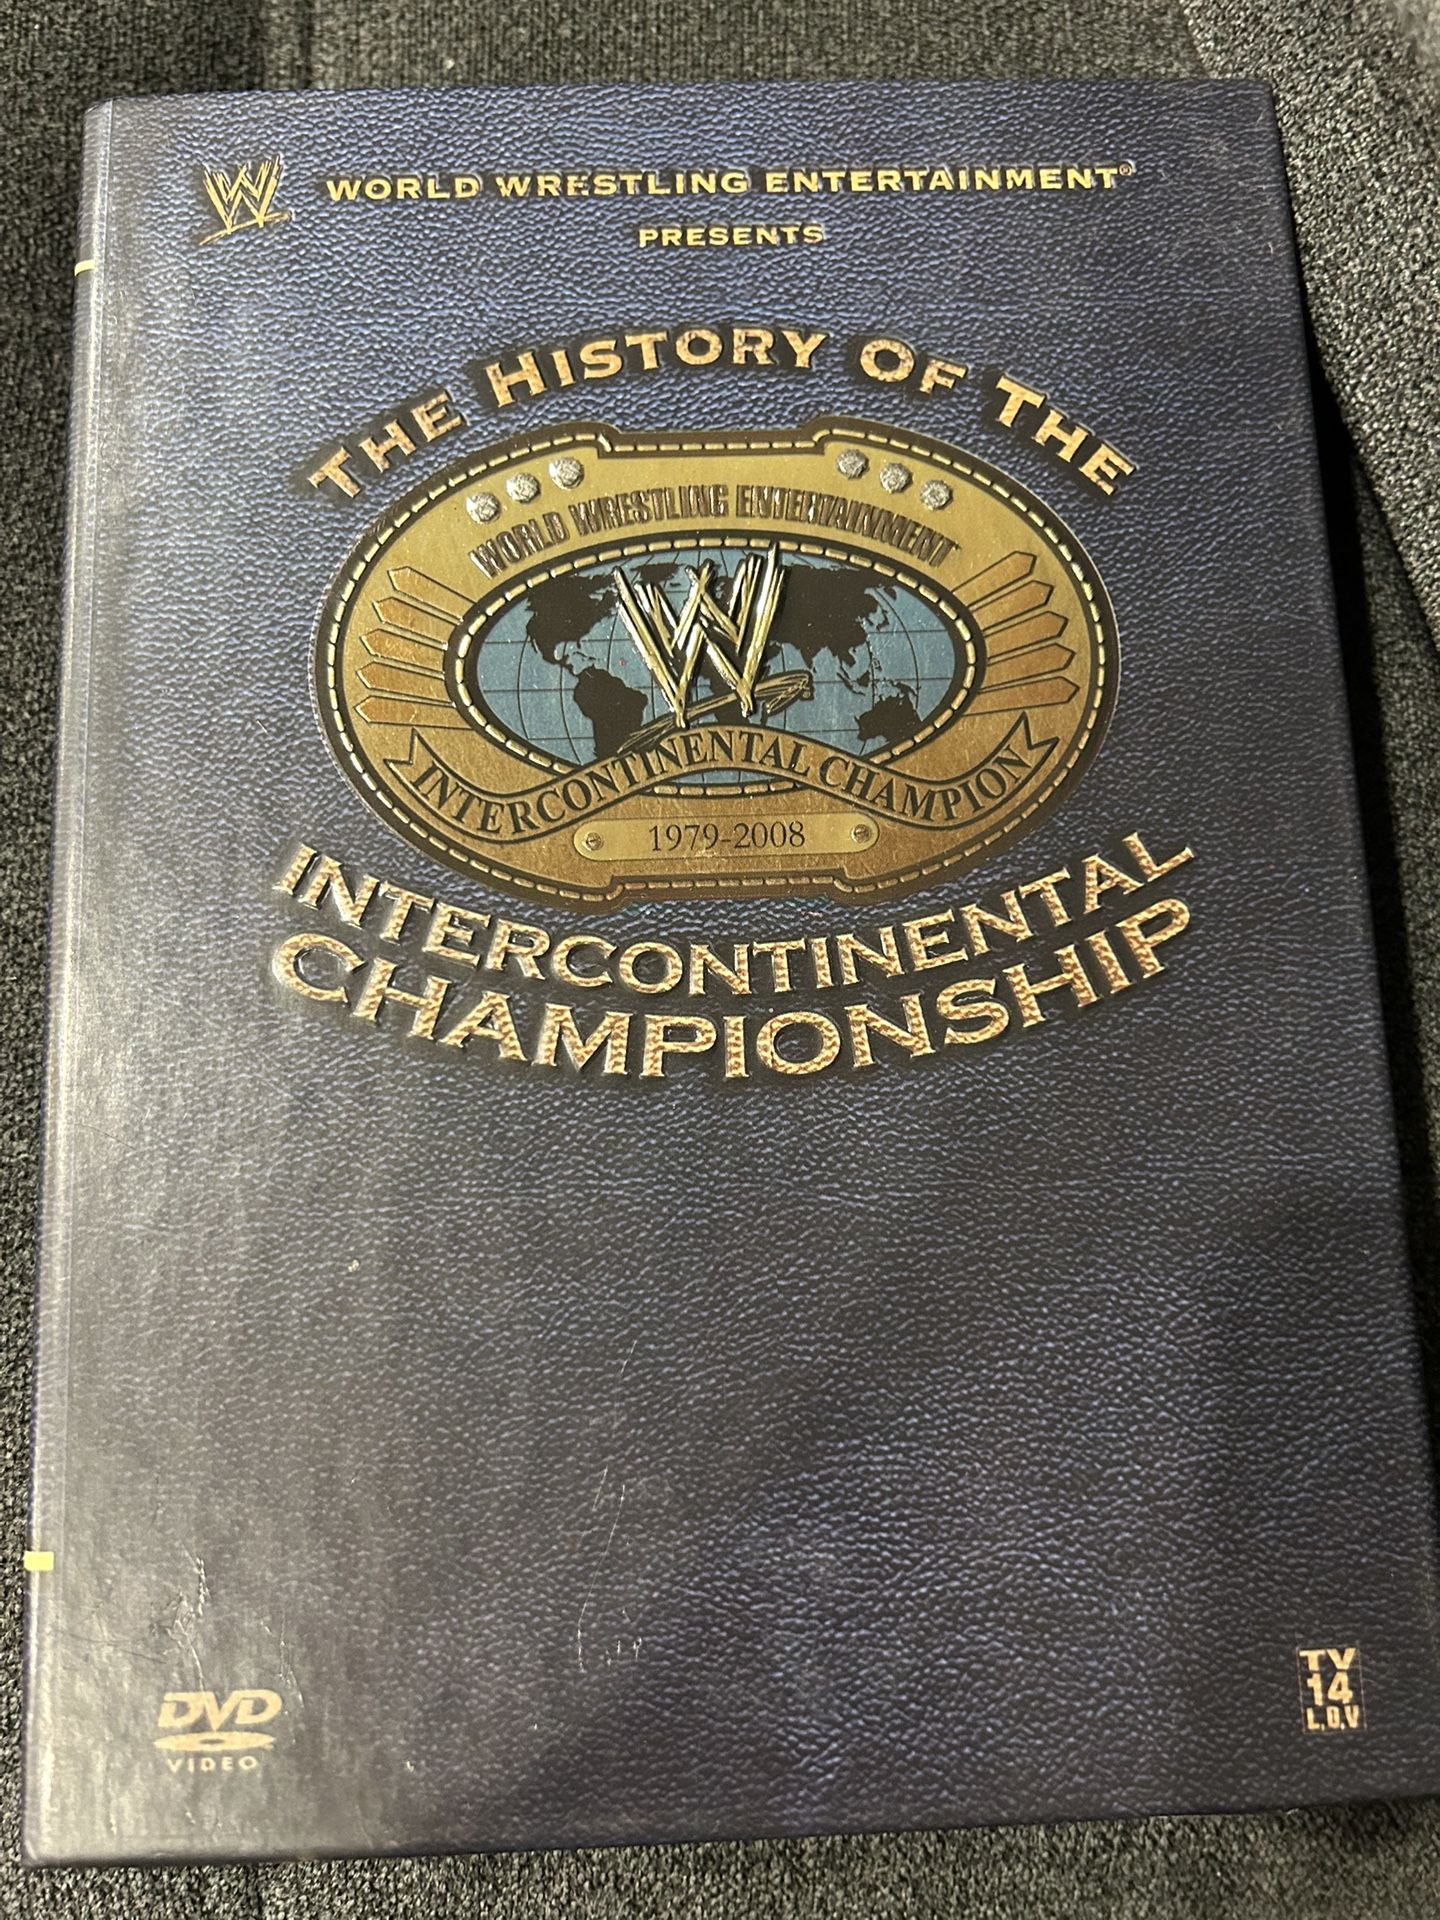 W WORLD WRESTLING ENTERTAINMENT®
PRESENTS
THE HISTORY OF THE
WORLD WRESTLING ENTERTAINMENT
W
INTERCONTINENTAL CHAMPION
1979-2008
INTERCONTINENTAL
CHAMPIONSHIP
DVD
VIDEO
TV
14
L,D,V